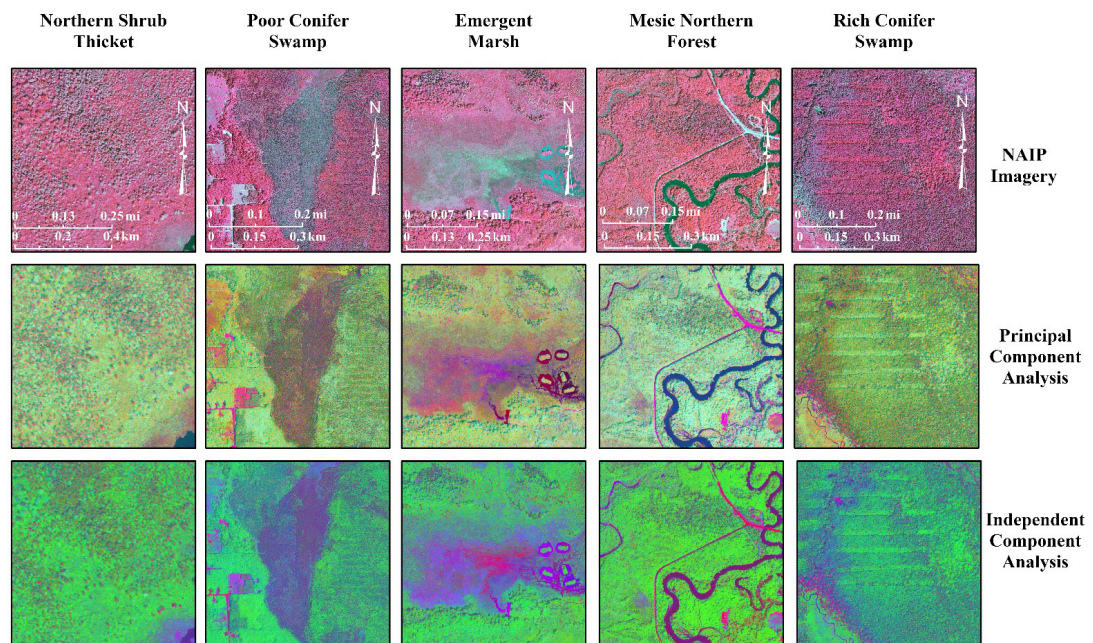 Northern Shrub
Thicket
Poor Conifer
Swamp
Emergent
Marsh
Mesic Northern
Forest
Rich Conifer
Swamp
N
0 0.13 0.25 mi
0 0.2 0.4 km
N
0 0.1 0.2 mi
0 0.15 0.3 km
N
0 0.07 0.15 mi
0 0.13 0.25 km
N
0 0.07 0.15 mi
0 0.15 0.3 km
N
0 0.1 0.2 mi
0 0.15 0.3 km
NAIP
Imagery
Principal
Component
Analysis
Independent
Component
Analysis